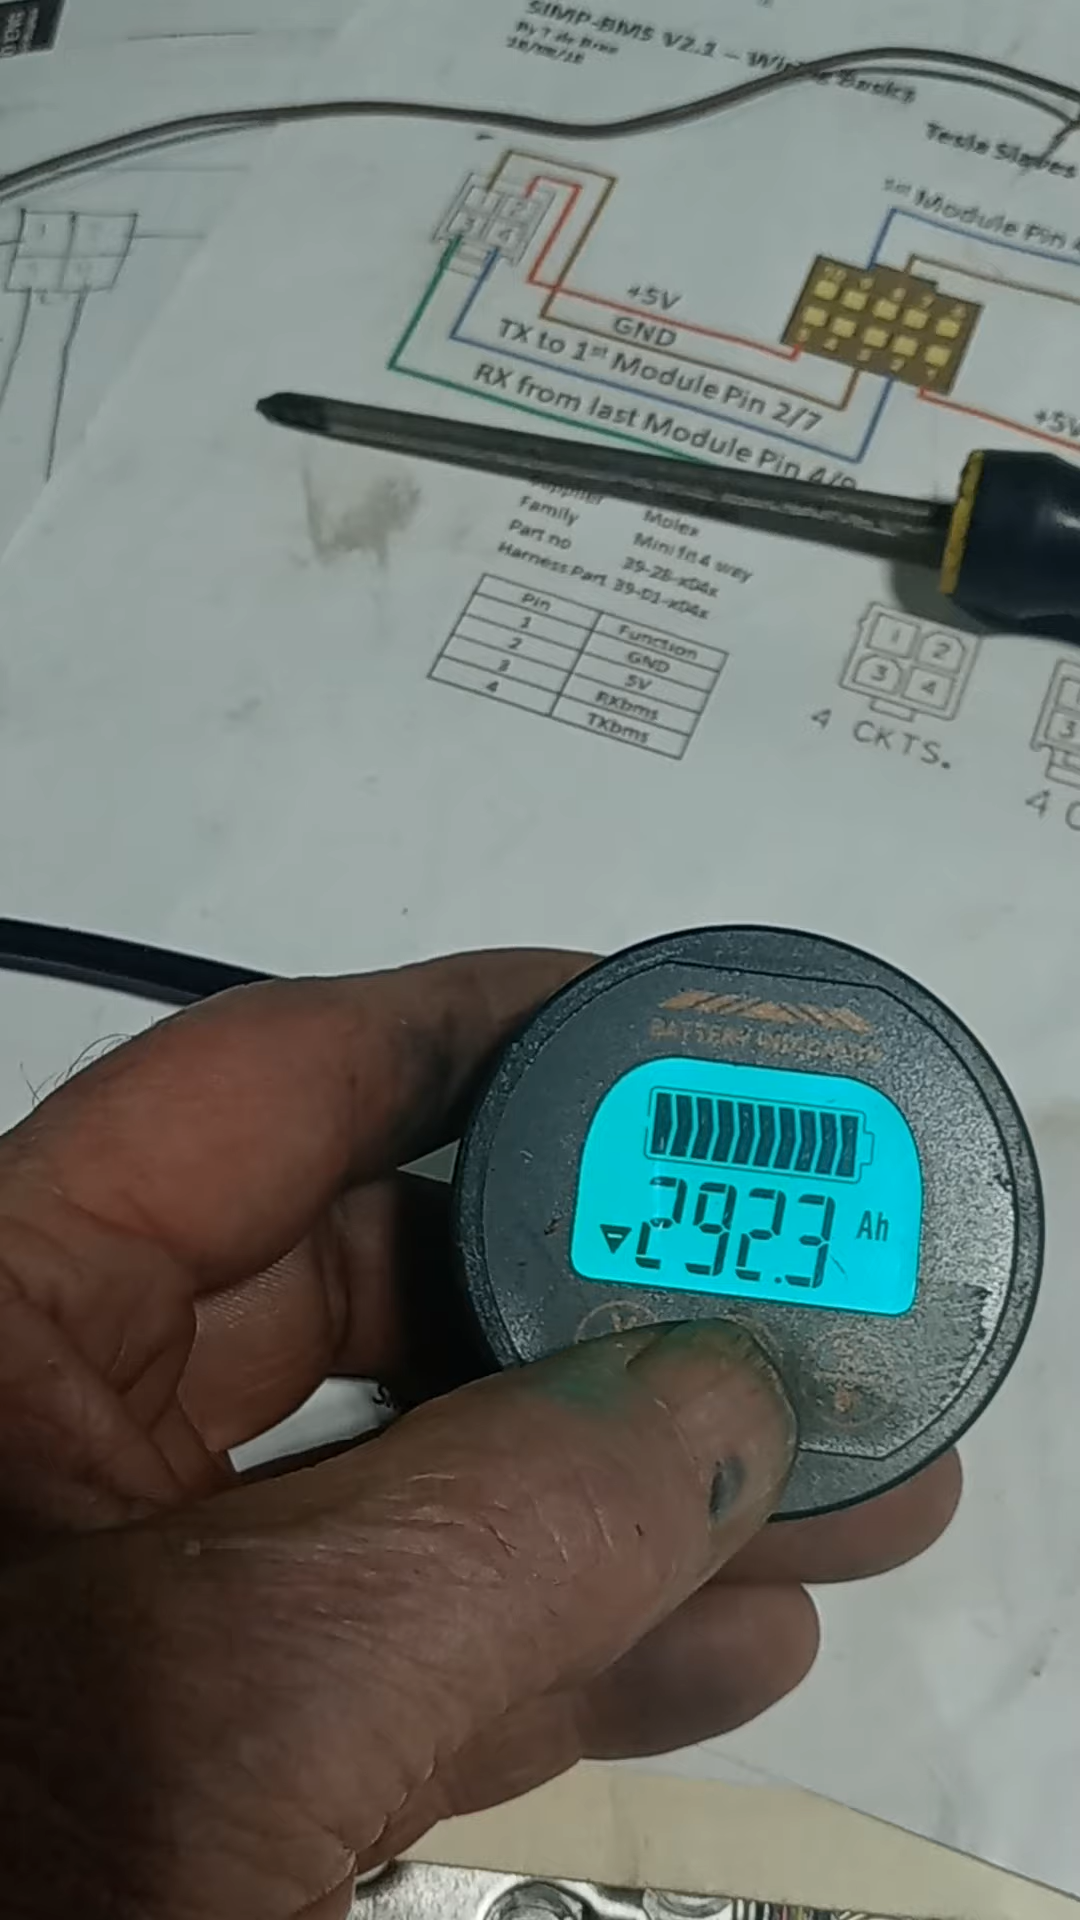 SIMP-BMS V2.1 – Wiring Basics
Tesla Slaves
1st Module Pin
+5V
GND
TX to 1st Module Pin 2/7
RX from last Module Pin 4/9
+5V
Supplier Molex
Family Mini fit 4 way
Part no 39-28-x04x
Harness Part 39-01-x04x
Pin Function
1 GND
2 5V
3 RXbms
4 TXbms
1 2
3 4
4 CKTS.
3
4 C
BATTERY INDICATOR
292.3 Ah